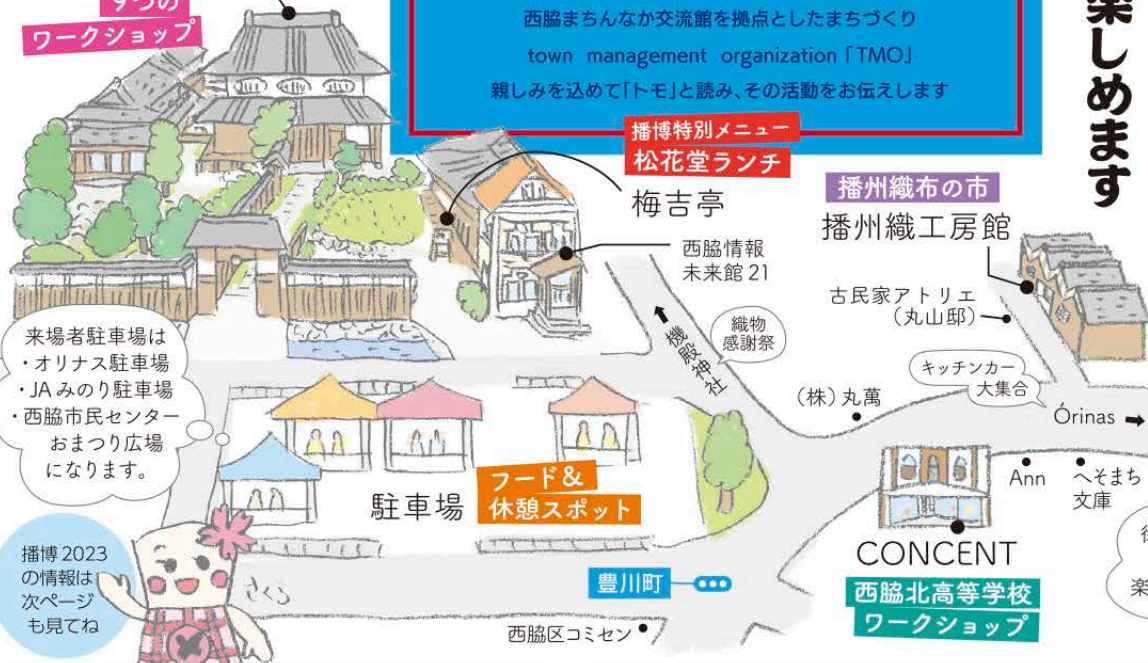 9つの
ワークショップ
西脇まちんなか交流館を拠点としたまちづくり
town management organization「TMO」
親しみを込めて「トモ」と読み、その活動をお伝えします
楽しめます
播博特別メニュー
松花堂ランチ
梅吉亭
西脇情報
未来館21
播州織布の市
播州織工房館
古民家アトリエ
（丸山邸）
織物
感謝祭
機殿神社
キッチンカー
大集合
（株）丸萬
Órinas
Ann
へそまち
文庫
来場者駐車場は
・オリナス駐車場
・JAみのり駐車場
・西脇市民センター
おまつり広場
になります。
駐車場
フード&
休憩スポット
CONCENT
西脇北高等学校
ワークショップ
豊川町
西脇区コミセン
播博2023
の情報は
次ページ
も見てね
さくら
楽